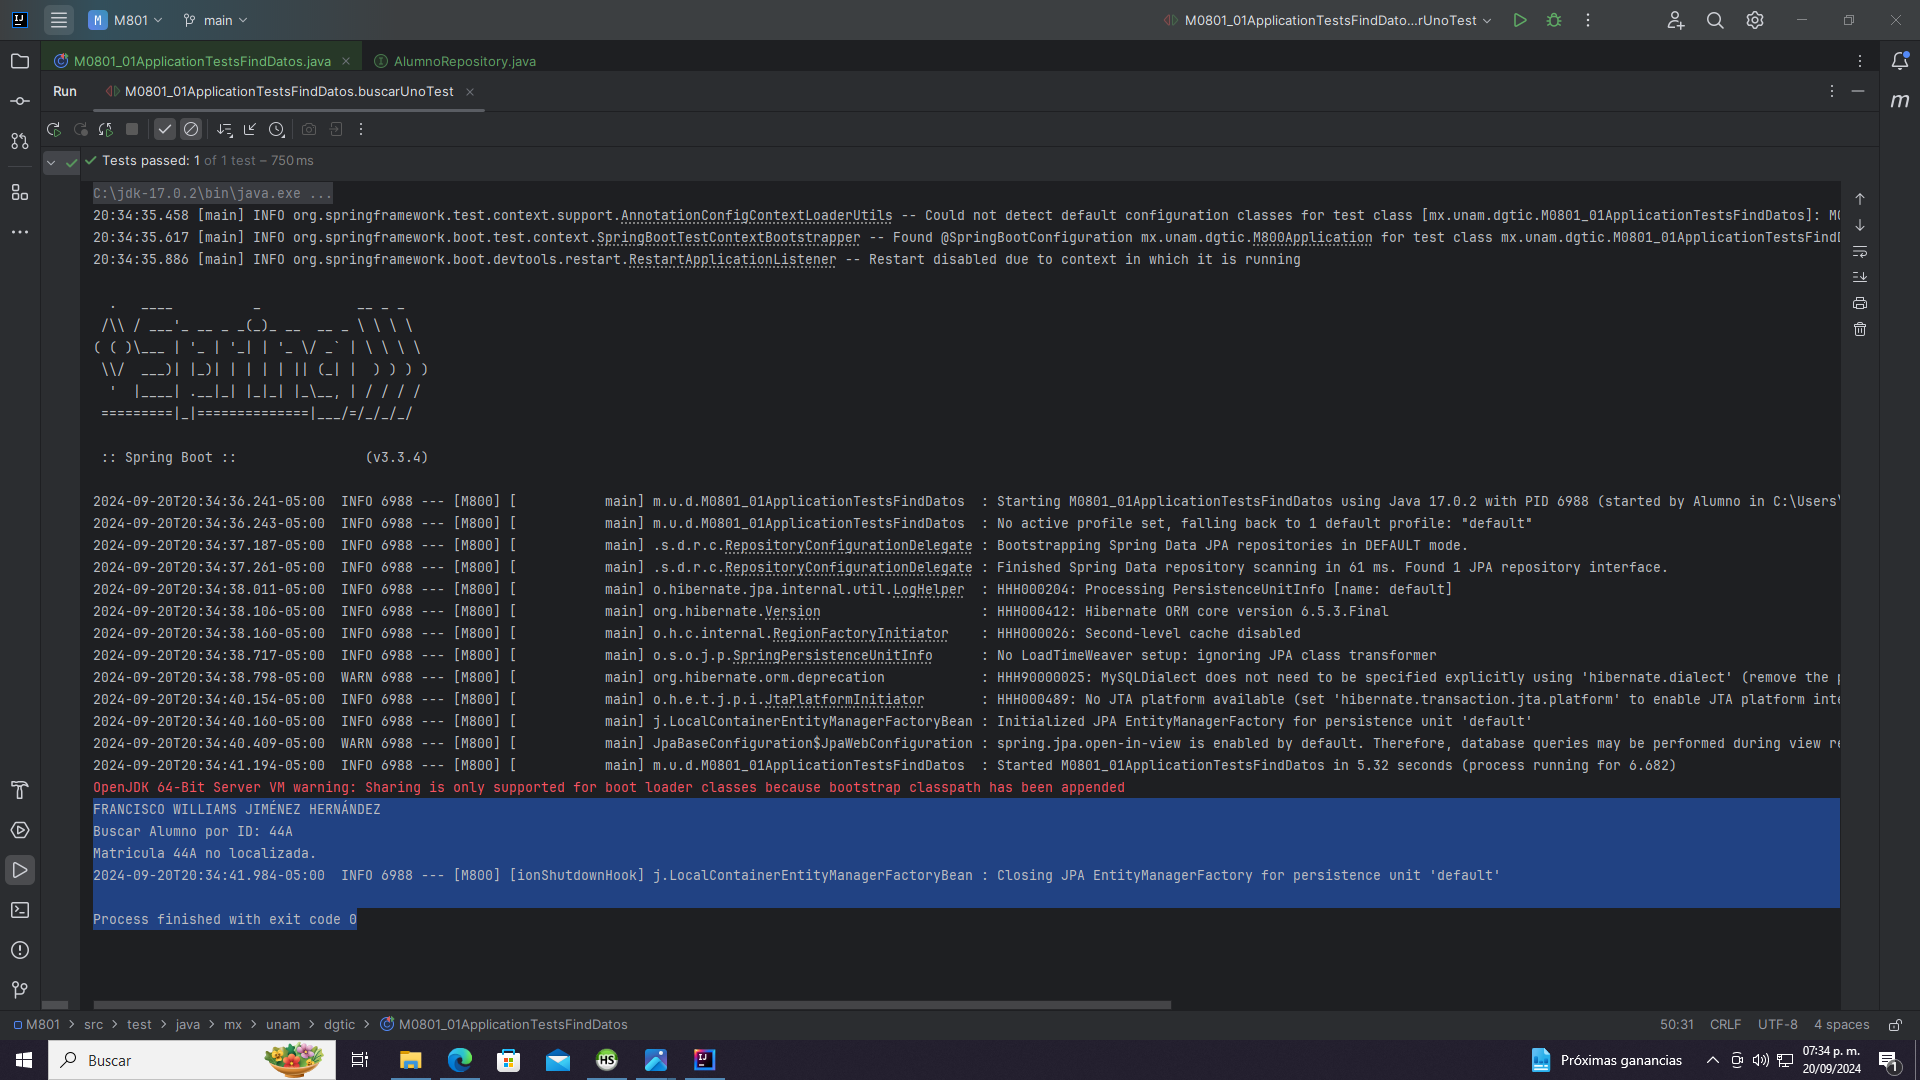 M M801 main M0801_01ApplicationTestsFindDato...rUnoTest
M0801_01ApplicationTestsFindDatos.java AlumnoRepository.java
Run M0801_01ApplicationTestsFindDatos.buscarUnoTest
Tests passed: 1 of 1 test – 750 ms
C:\jdk-17.0.2\bin\java.exe ...
20:34:35.458 [main] INFO org.springframework.test.context.support.AnnotationConfigContextLoaderUtils -- Could not detect default configuration classes for test class [mx.unam.dgtic.M0801_01ApplicationTestsFindDatos]: M0
20:34:35.617 [main] INFO org.springframework.boot.test.context.SpringBootTestContextBootstrapper -- Found @SpringBootConfiguration mx.unam.dgtic.M800Application for test class mx.unam.dgtic.M0801_01ApplicationTestsFindD
20:34:35.886 [main] INFO org.springframework.boot.devtools.restart.RestartApplicationListener -- Restart disabled due to context in which it is running
  .   ____          _            __ _ _
 /\\ / ___'_ __ _ _(_)_ __  __ _ \ \ \ \
( ( )\___ | '_ | '_| | '_ \/ _` | \ \ \ \
 \\/  ___)| |_)| | | | | || (_| |  ) ) ) )
  '  |____| .__|_| |_|_| |_\__, | / / / /
 =========|_|==============|___/=/_/_/_/
 :: Spring Boot ::                (v3.3.4)
2024-09-20T20:34:36.241-05:00  INFO 6988 --- [M800] [           main] m.u.d.M0801_01ApplicationTestsFindDatos  : Starting M0801_01ApplicationTestsFindDatos using Java 17.0.2 with PID 6988 (started by Alumno in C:\Users\
2024-09-20T20:34:36.243-05:00  INFO 6988 --- [M800] [           main] m.u.d.M0801_01ApplicationTestsFindDatos  : No active profile set, falling back to 1 default profile: "default"
2024-09-20T20:34:37.187-05:00  INFO 6988 --- [M800] [           main] .s.d.r.c.RepositoryConfigurationDelegate : Bootstrapping Spring Data JPA repositories in DEFAULT mode.
2024-09-20T20:34:37.261-05:00  INFO 6988 --- [M800] [           main] .s.d.r.c.RepositoryConfigurationDelegate : Finished Spring Data repository scanning in 61 ms. Found 1 JPA repository interface.
2024-09-20T20:34:38.011-05:00  INFO 6988 --- [M800] [           main] o.hibernate.jpa.internal.util.LogHelper  : HHH000204: Processing PersistenceUnitInfo [name: default]
2024-09-20T20:34:38.106-05:00  INFO 6988 --- [M800] [           main] org.hibernate.Version                    : HHH000412: Hibernate ORM core version 6.5.3.Final
2024-09-20T20:34:38.160-05:00  INFO 6988 --- [M800] [           main] o.h.c.internal.RegionFactoryInitiator    : HHH000026: Second-level cache disabled
2024-09-20T20:34:38.717-05:00  INFO 6988 --- [M800] [           main] o.s.o.j.p.SpringPersistenceUnitInfo      : No LoadTimeWeaver setup: ignoring JPA class transformer
2024-09-20T20:34:38.798-05:00  WARN 6988 --- [M800] [           main] org.hibernate.orm.deprecation            : HHH90000025: MySQLDialect does not need to be specified explicitly using 'hibernate.dialect' (remove the p
2024-09-20T20:34:40.154-05:00  INFO 6988 --- [M800] [           main] o.h.e.t.j.p.i.JtaPlatformInitiator       : HHH000489: No JTA platform available (set 'hibernate.transaction.jta.platform' to enable JTA platform inte
2024-09-20T20:34:40.160-05:00  INFO 6988 --- [M800] [           main] j.LocalContainerEntityManagerFactoryBean : Initialized JPA EntityManagerFactory for persistence unit 'default'
2024-09-20T20:34:40.409-05:00  WARN 6988 --- [M800] [           main] JpaBaseConfiguration$JpaWebConfiguration : spring.jpa.open-in-view is enabled by default. Therefore, database queries may be performed during view re
2024-09-20T20:34:41.194-05:00  INFO 6988 --- [M800] [           main] m.u.d.M0801_01ApplicationTestsFindDatos  : Started M0801_01ApplicationTestsFindDatos in 5.32 seconds (process running for 6.682)
OpenJDK 64-Bit Server VM warning: Sharing is only supported for boot loader classes because bootstrap classpath has been appended
FRANCISCO WILLIAMS JIMÉNEZ HERNÁNDEZ
Buscar Alumno por ID: 44A
Matricula 44A no localizada.
2024-09-20T20:34:41.984-05:00  INFO 6988 --- [M800] [ionShutdownHook] j.LocalContainerEntityManagerFactoryBean : Closing JPA EntityManagerFactory for persistence unit 'default'
Process finished with exit code 0
M801 > src > test > java > mx > unam > dgtic > M0801_01ApplicationTestsFindDatos 50:31 CRLF UTF-8 4 spaces
Buscar HS Próximas ganancias 07:34 p. m.
20/09/2024 1